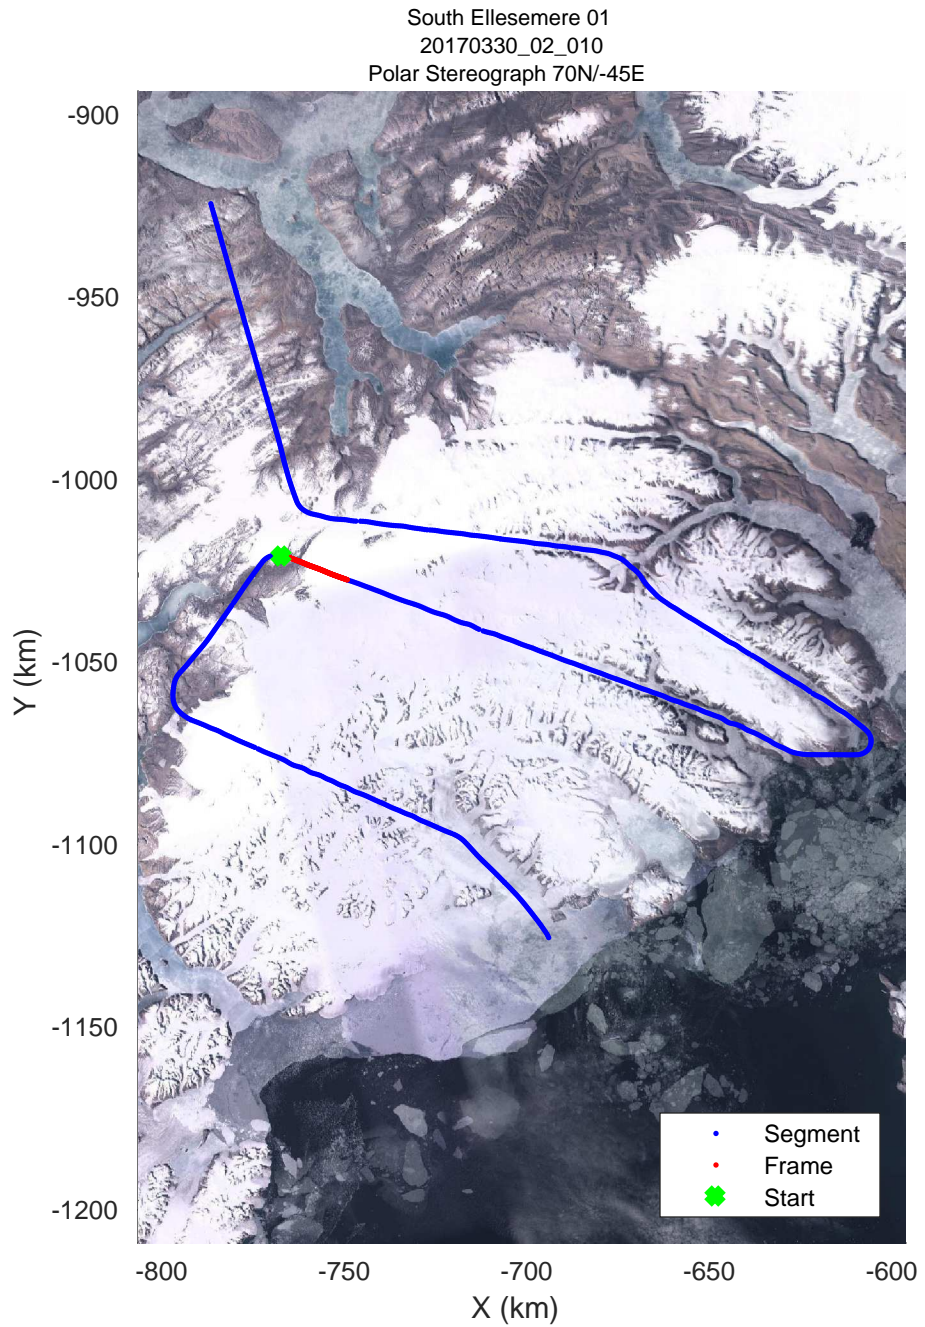 South Ellesemere 01
20170330_02_010
Polar Stereograph 70N/-45E
-900
-950
-1000
-1050
-1100
-1150
-1200
Y (km)
-800
-750
-700
-650
-600
X (km)
Segment
Frame
Start